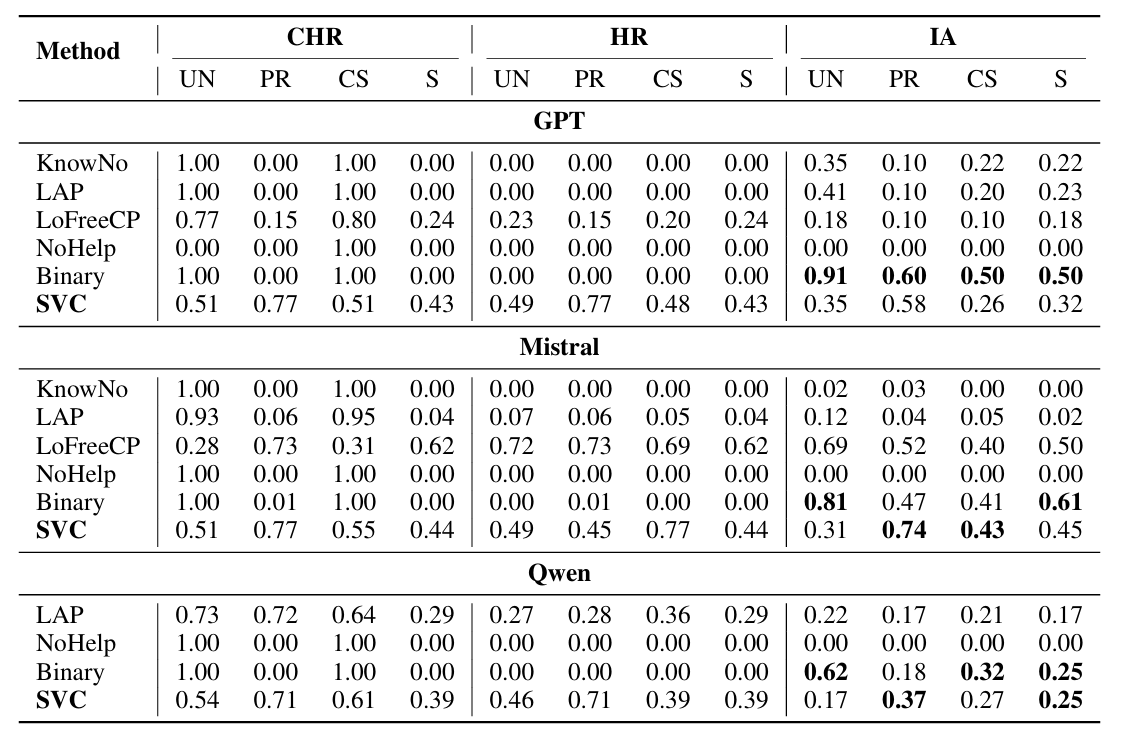 Method CHR HR IA
UN PR CS S UN PR CS S UN PR CS S
GPT
KnowNo 1.00 0.00 1.00 0.00 0.00 0.00 0.00 0.00 0.35 0.10 0.22 0.22
LAP 1.00 0.00 1.00 0.00 0.00 0.00 0.00 0.00 0.41 0.10 0.20 0.23
LoFreeCP 0.77 0.15 0.80 0.24 0.23 0.15 0.20 0.24 0.18 0.10 0.10 0.18
NoHelp 0.00 0.00 1.00 0.00 0.00 0.00 0.00 0.00 0.00 0.00 0.00 0.00
Binary 1.00 0.00 1.00 0.00 0.00 0.00 0.00 0.00 0.91 0.60 0.50 0.50
SVC 0.51 0.77 0.51 0.43 0.49 0.77 0.48 0.43 0.35 0.58 0.26 0.32
Mistral
KnowNo 1.00 0.00 1.00 0.00 0.00 0.00 0.00 0.00 0.02 0.03 0.00 0.00
LAP 0.93 0.06 0.95 0.04 0.07 0.06 0.05 0.04 0.12 0.04 0.05 0.02
LoFreeCP 0.28 0.73 0.31 0.62 0.72 0.73 0.69 0.62 0.69 0.52 0.40 0.50
NoHelp 1.00 0.00 1.00 0.00 0.00 0.00 0.00 0.00 0.00 0.00 0.00 0.00
Binary 1.00 0.01 1.00 0.00 0.00 0.01 0.00 0.00 0.81 0.47 0.41 0.61
SVC 0.51 0.77 0.55 0.44 0.49 0.45 0.77 0.44 0.31 0.74 0.43 0.45
Qwen
LAP 0.73 0.72 0.64 0.29 0.27 0.28 0.36 0.29 0.22 0.17 0.21 0.17
NoHelp 1.00 0.00 1.00 0.00 0.00 0.00 0.00 0.00 0.00 0.00 0.00 0.00
Binary 1.00 0.00 1.00 0.00 0.00 0.00 0.00 0.00 0.62 0.18 0.32 0.25
SVC 0.54 0.71 0.61 0.39 0.46 0.71 0.39 0.39 0.17 0.37 0.27 0.25